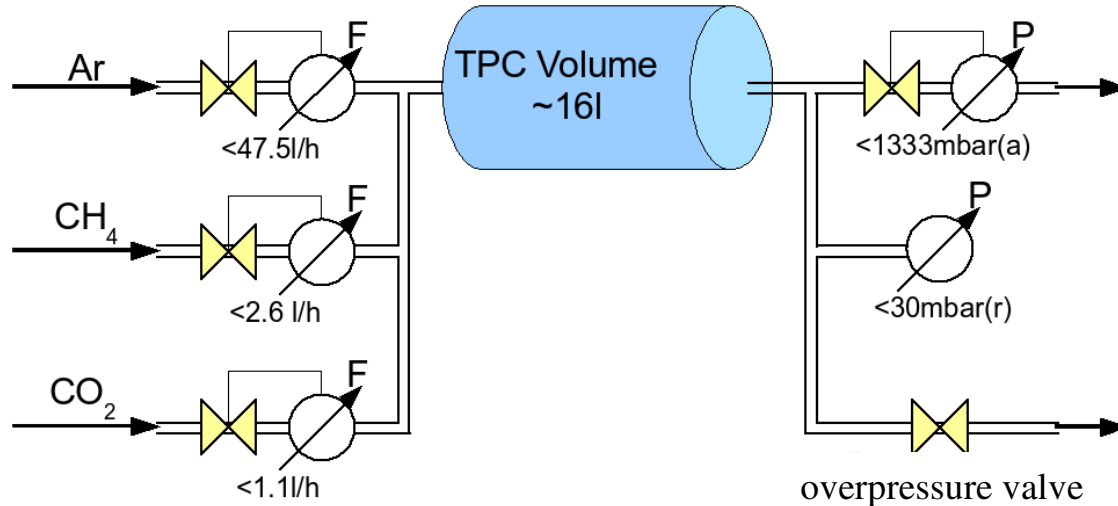 Ar
F
<47.5l/h
TPC Volume
~16l
P
<1333mbar(a)
CH₄
F
<2.6 l/h
P
<30mbar(r)
CO₂
F
<1.1l/h
overpressure valve